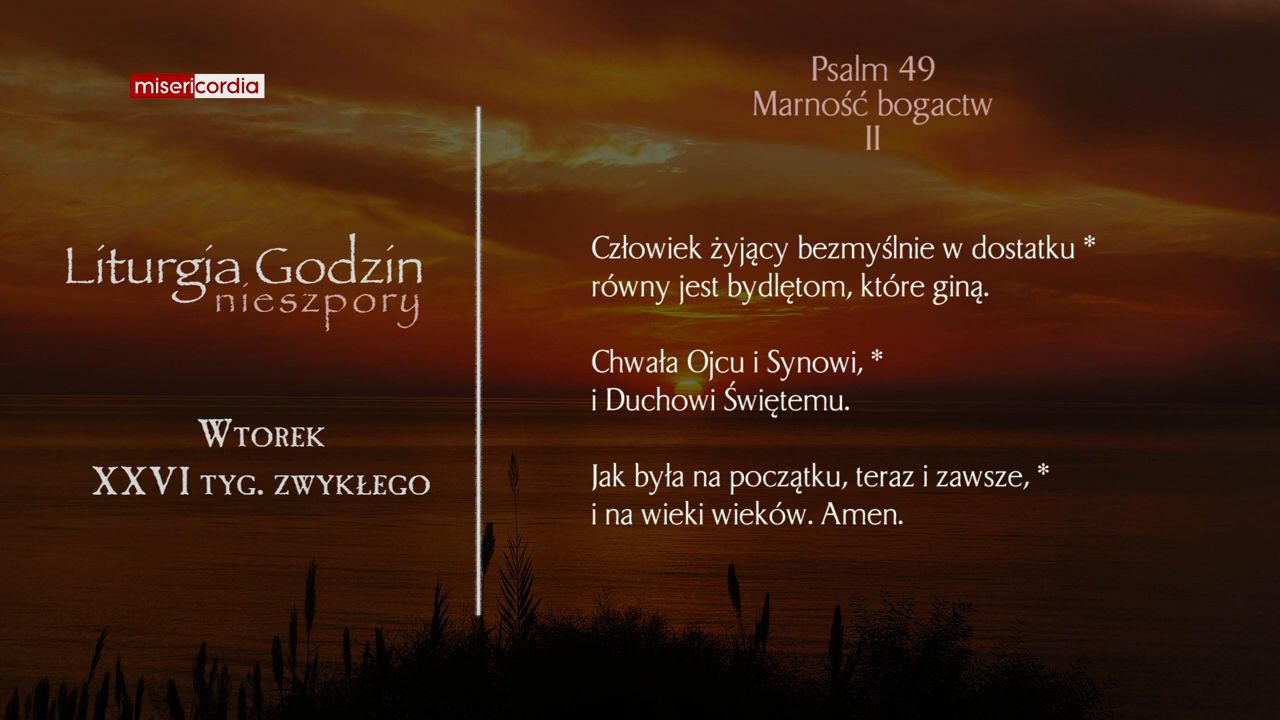 misericordia
Liturgia Godzin
nieszpory
Wtorek
XXVI tyg. zwykłego
Psalm 49
Marność bogactw
II
Człowiek żyjący bezmyślnie w dostatku *
równy jest bydlętom, które giną.
Chwała Ojcu i Synowi, *
i Duchowi Świętemu.
Jak była na początku, teraz i zawsze, *
i na wieki wieków. Amen.